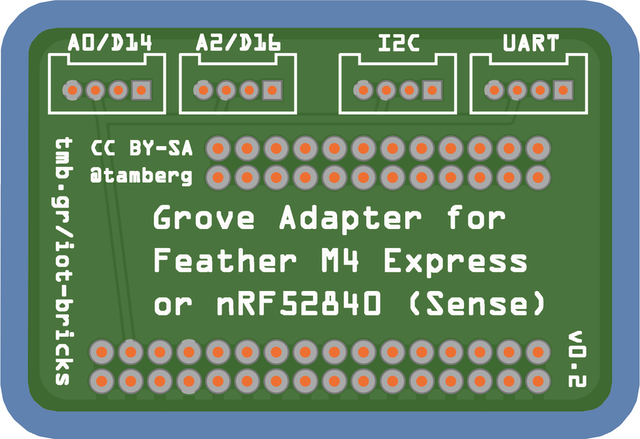 A0/D14
A2/D16
I2C
UART
CC BY-SA
@tamberg
tmb.gr/iot-bricks
Grove Adapter for
Feather M4 Express
or nRF52840 (Sense)
v0.2